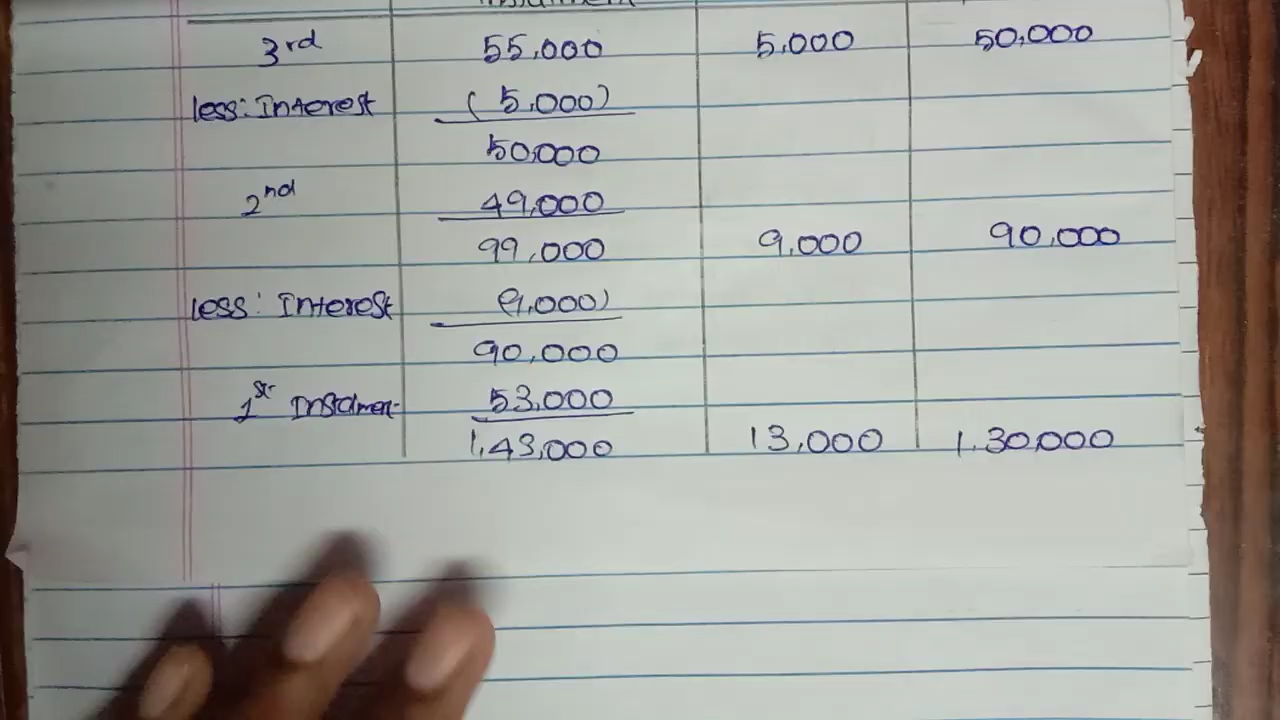 3rd 55,000 5,000 50,000
less: Interest (5,000)
50,000
2nd 49,000
99,000 9,000 90,000
less: Interest (9,000)
90,000
1st 53,000
1,43,000 13,000 1,30,000